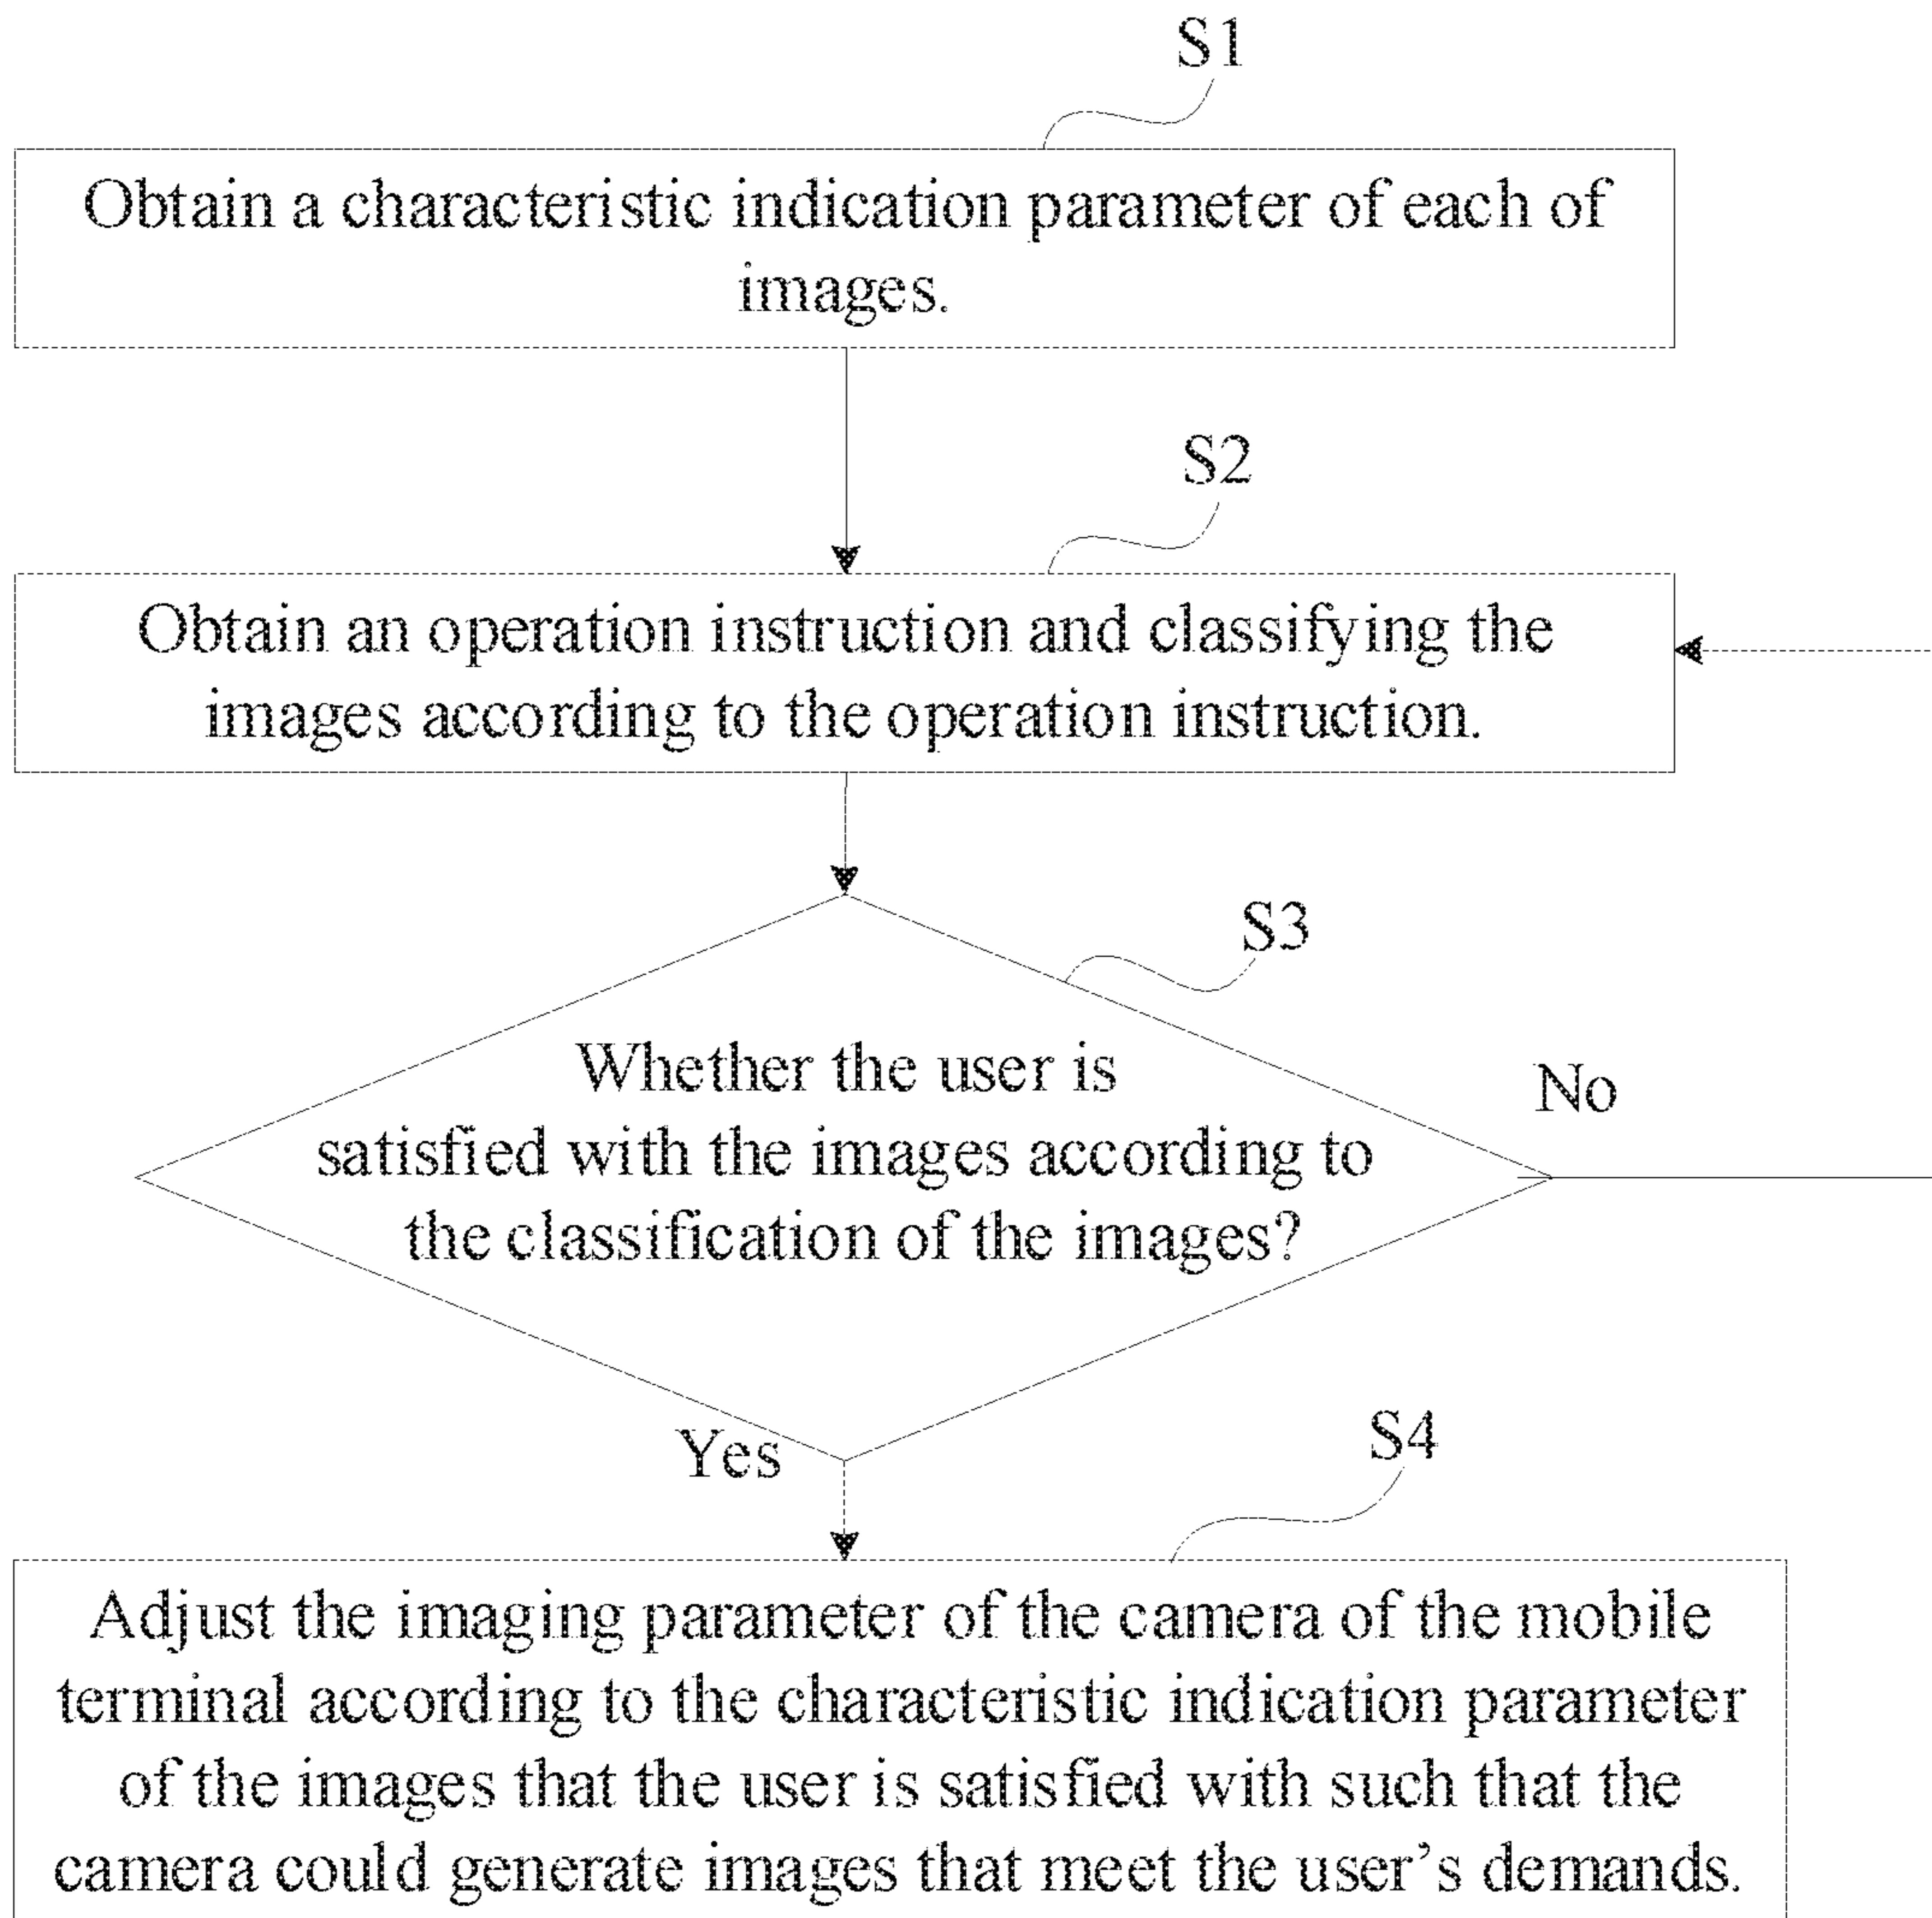 S1
Obtain a characteristic indication parameter of each of
images.
S2
Obtain an operation instruction and classifying the
images according to the operation instruction.
S3
Whether the user is
satisfied with the images according to
the classification of the images?
No
Yes
S4
Adjust the imaging parameter of the camera of the mobile
terminal according to the characteristic indication parameter
of the images that the user is satisfied with such that the
camera could generate images that meet the user’s demands.